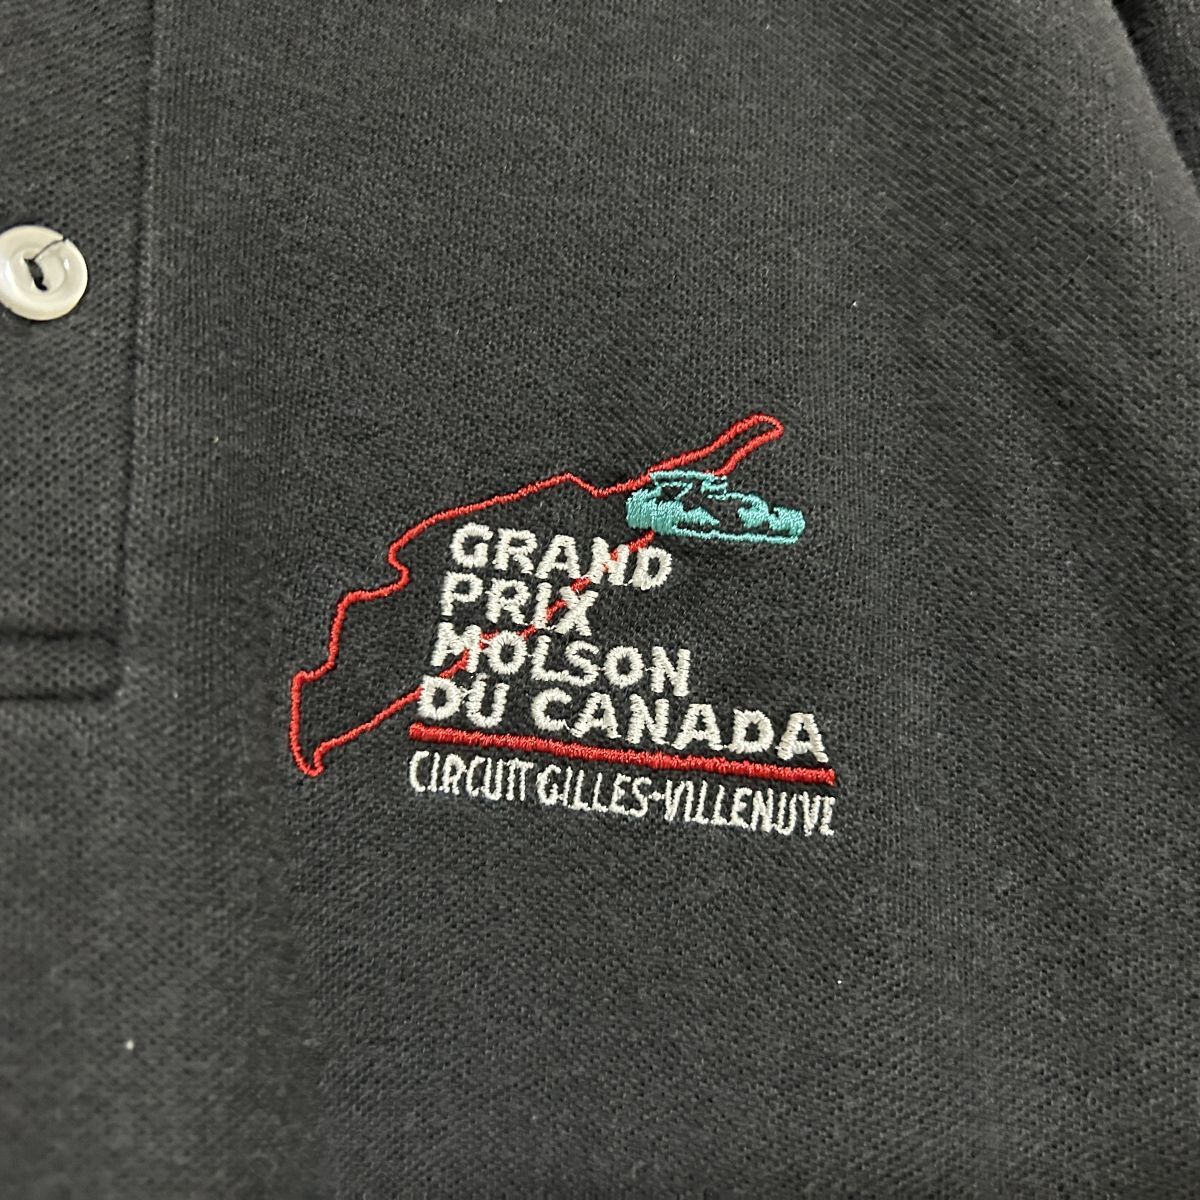 GRAND
PRIX
MOLSON
DU CANADA
CIRCUIT GILLES-VILLENUVE